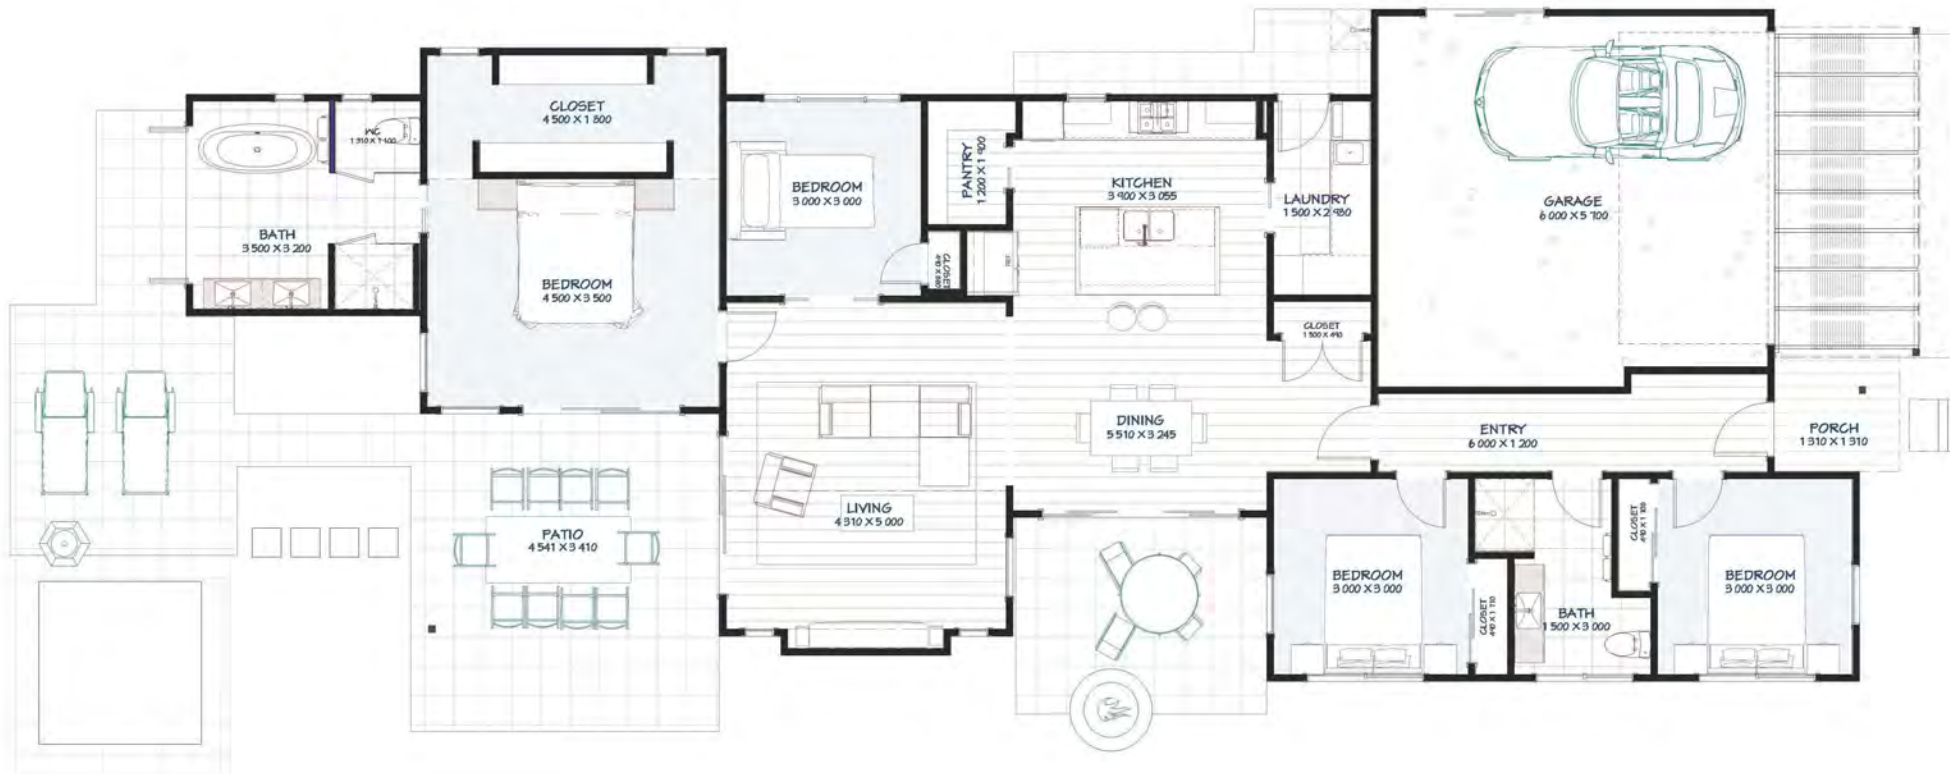 CLOSET
4 500 X 1 800
WC
BEDROOM
3 000 X 3 000
PANTRY
1 200 X 1 900
KITCHEN
3 900 X 3 055
LAUNDRY
1 500 X 2 980
GARAGE
6 000 X 5 700
BATH
3 500 X 3 200
BEDROOM
4 500 X 3 500
CLOSET
REF
CLOSET
DINING
5 510 X 3 245
ENTRY
6 000 X 1 200
PORCH
1 310 X 1 310
LIVING
4 310 X 5 000
PATIO
4 541 X 3 410
BEDROOM
3 000 X 3 000
CLOSET
BATH
1 500 X 3 000
CLOSET
BEDROOM
3 000 X 3 000